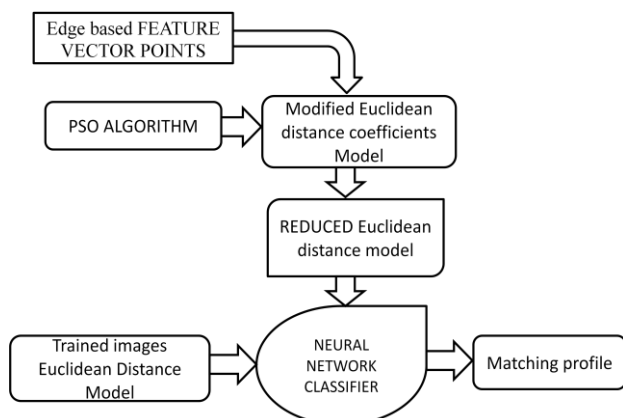 Edge based FEATURE
VECTOR POINTS
PSO ALGORITHM
Modified Euclidean
distance coefficients
Model
REDUCED Euclidean
distance model
Trained images
Euclidean Distance
Model
NEURAL
NETWORK
CLASSIFIER
Matching profile